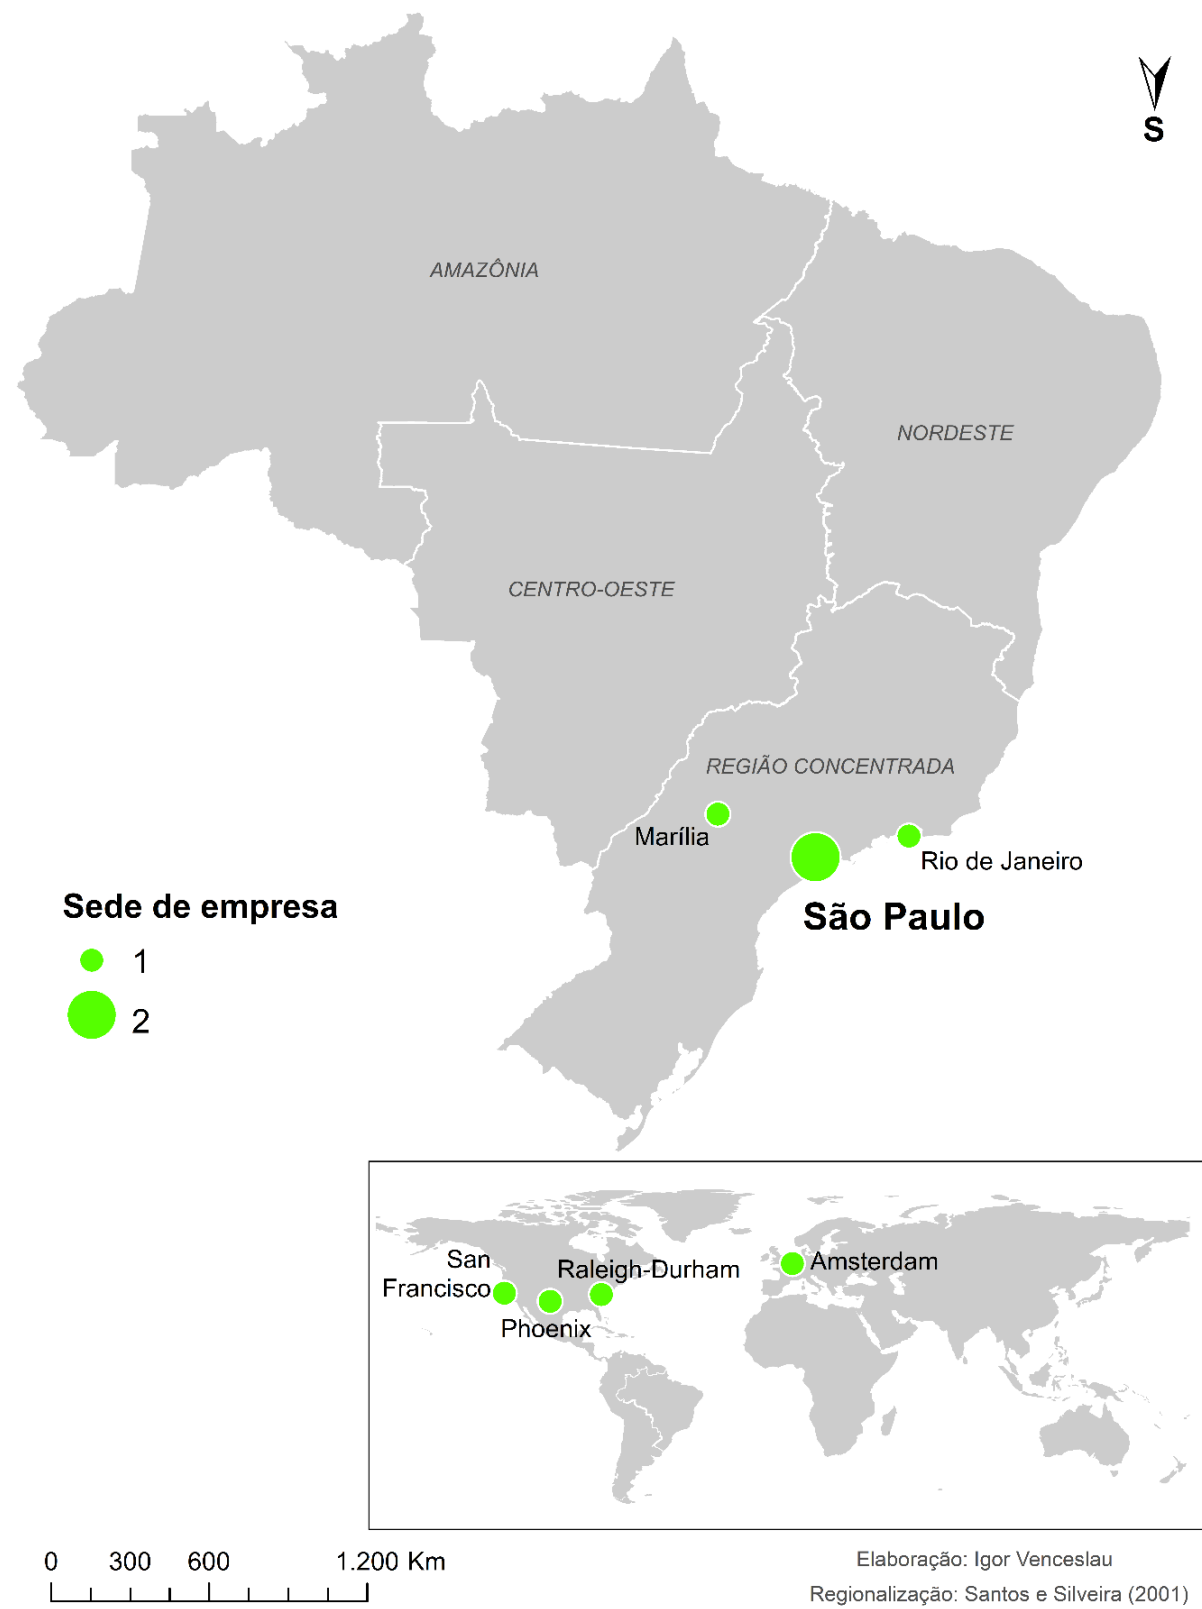 S
AMAZÔNIA
NORDESTE
CENTRO-OESTE
REGIÃO CONCENTRADA
Marília
Rio de Janeiro
São Paulo
Sede de empresa
1
2
San
Francisco
Raleigh-Durham
Phoenix
Amsterdam
0 300 600 1.200 Km
Elaboração: Igor Venceslau
Regionalização: Santos e Silveira (2001)